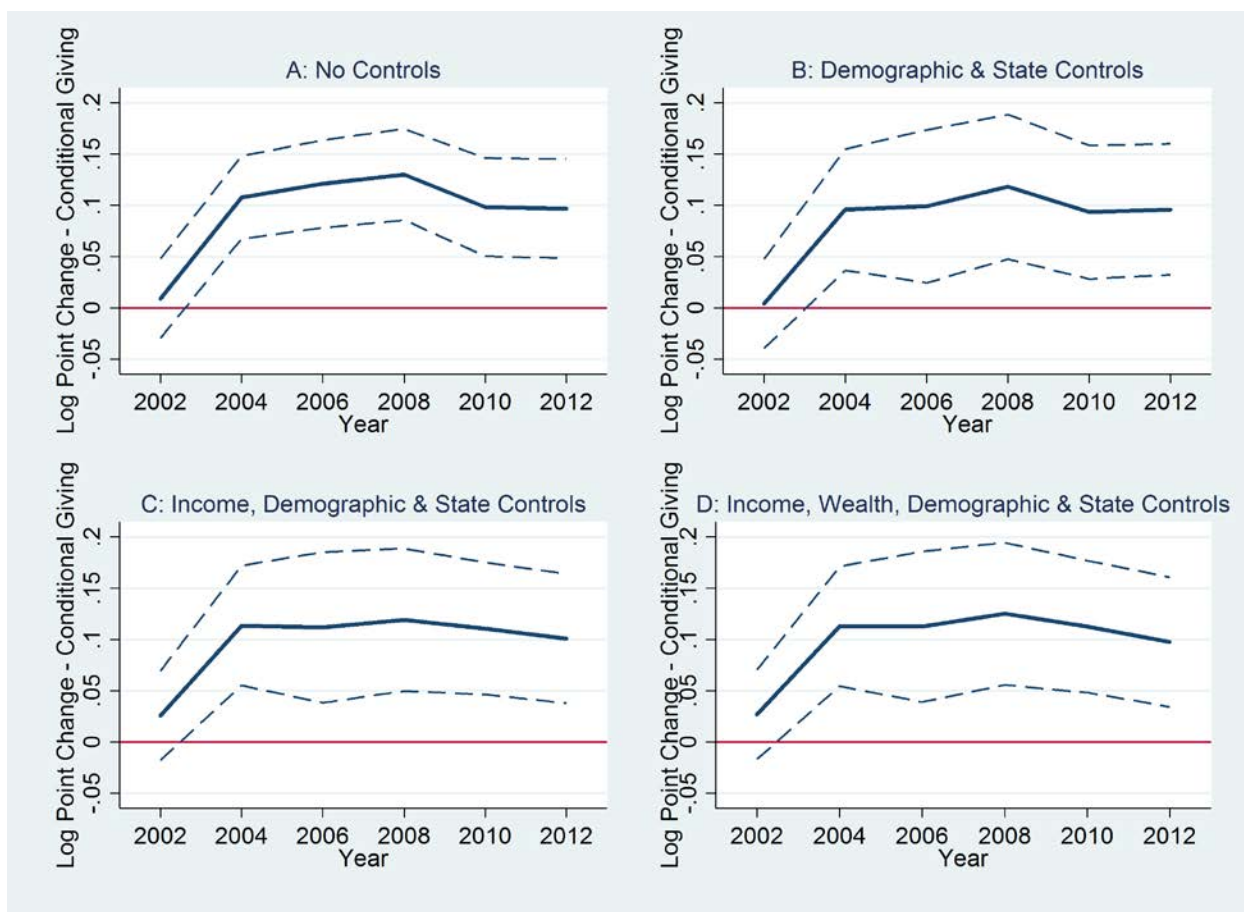 A: No Controls
Log Point Change - Conditional Giving
.2
.15
.1
.05
0
-.05
2002 2004 2006 2008 2010 2012
Year
B: Demographic & State Controls
Log Point Change - Conditional Giving
.2
.15
.1
.05
0
-.05
2002 2004 2006 2008 2010 2012
Year
C: Income, Demographic & State Controls
Log Point Change - Conditional Giving
.2
.15
.1
.05
0
-.05
2002 2004 2006 2008 2010 2012
Year
D: Income, Wealth, Demographic & State Controls
Log Point Change - Conditional Giving
.2
.15
.1
.05
0
-.05
2002 2004 2006 2008 2010 2012
Year